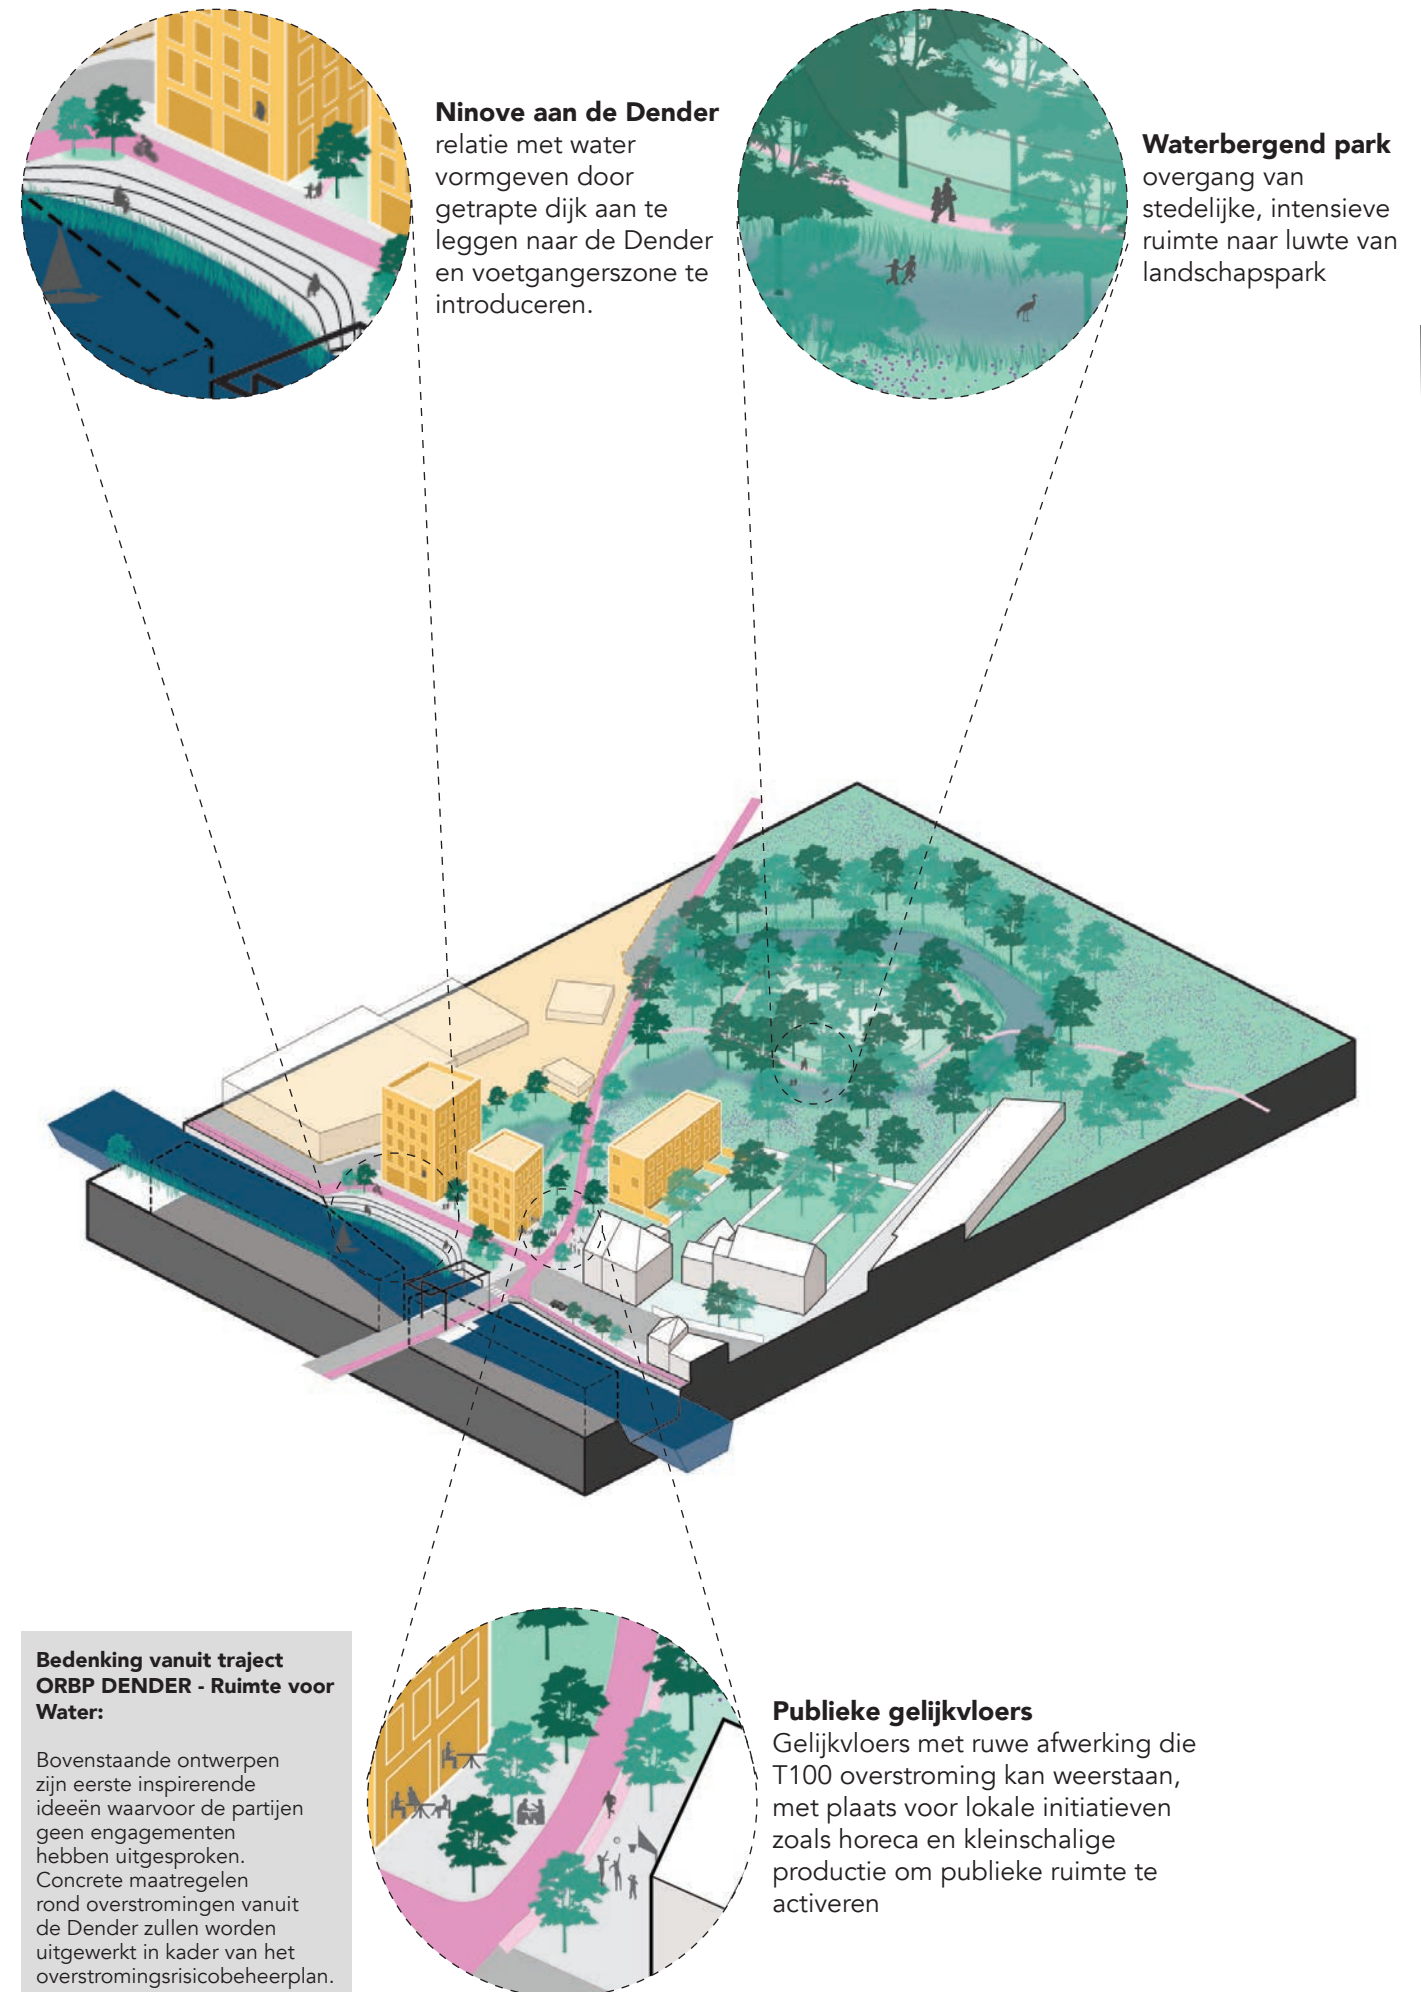 Ninove aan de Dender
relatie met water
vormgeven door
getrapte dijk aan te
leggen naar de Dender
en voetgangerszone te
introduceren.
Waterbergend park
overgang van
stedelijke, intensieve
ruimte naar luwte van
landschapspark
Bedenking vanuit traject
ORBP DENDER - Ruimte voor
Water:
Bovenstaande ontwerpen
zijn eerste inspirerende
ideeën waarvoor de partijen
geen engagementen
hebben uitgesproken.
Concrete maatregelen
rond overstromingen vanuit
de Dender zullen worden
uitgewerkt in kader van het
overstromingsrisicobeheerplan.
Publieke gelijkvloers
Gelijkvloers met ruwe afwerking die
T100 overstroming kan weerstaan,
met plaats voor lokale initiatieven
zoals horeca en kleinschalige
productie om publieke ruimte te
activeren